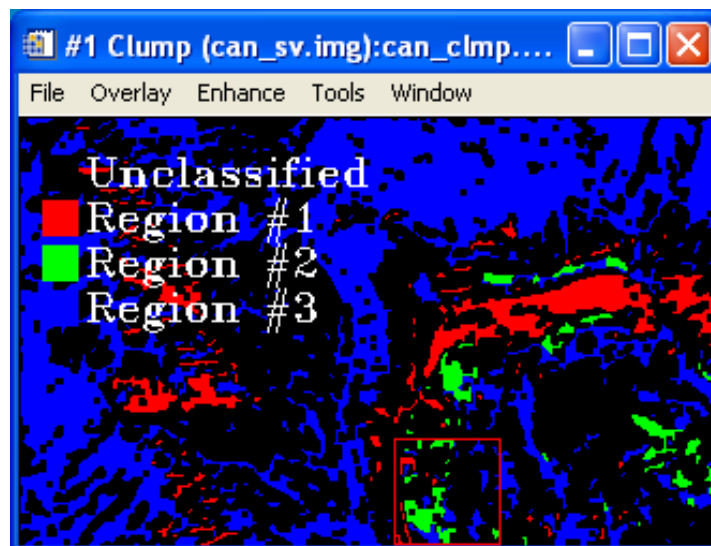 #1 Clump (can_sv.img):can_clmp....
File Overlay Enhance Tools Window
Unclassified
Region #1
Region #2
Region #3